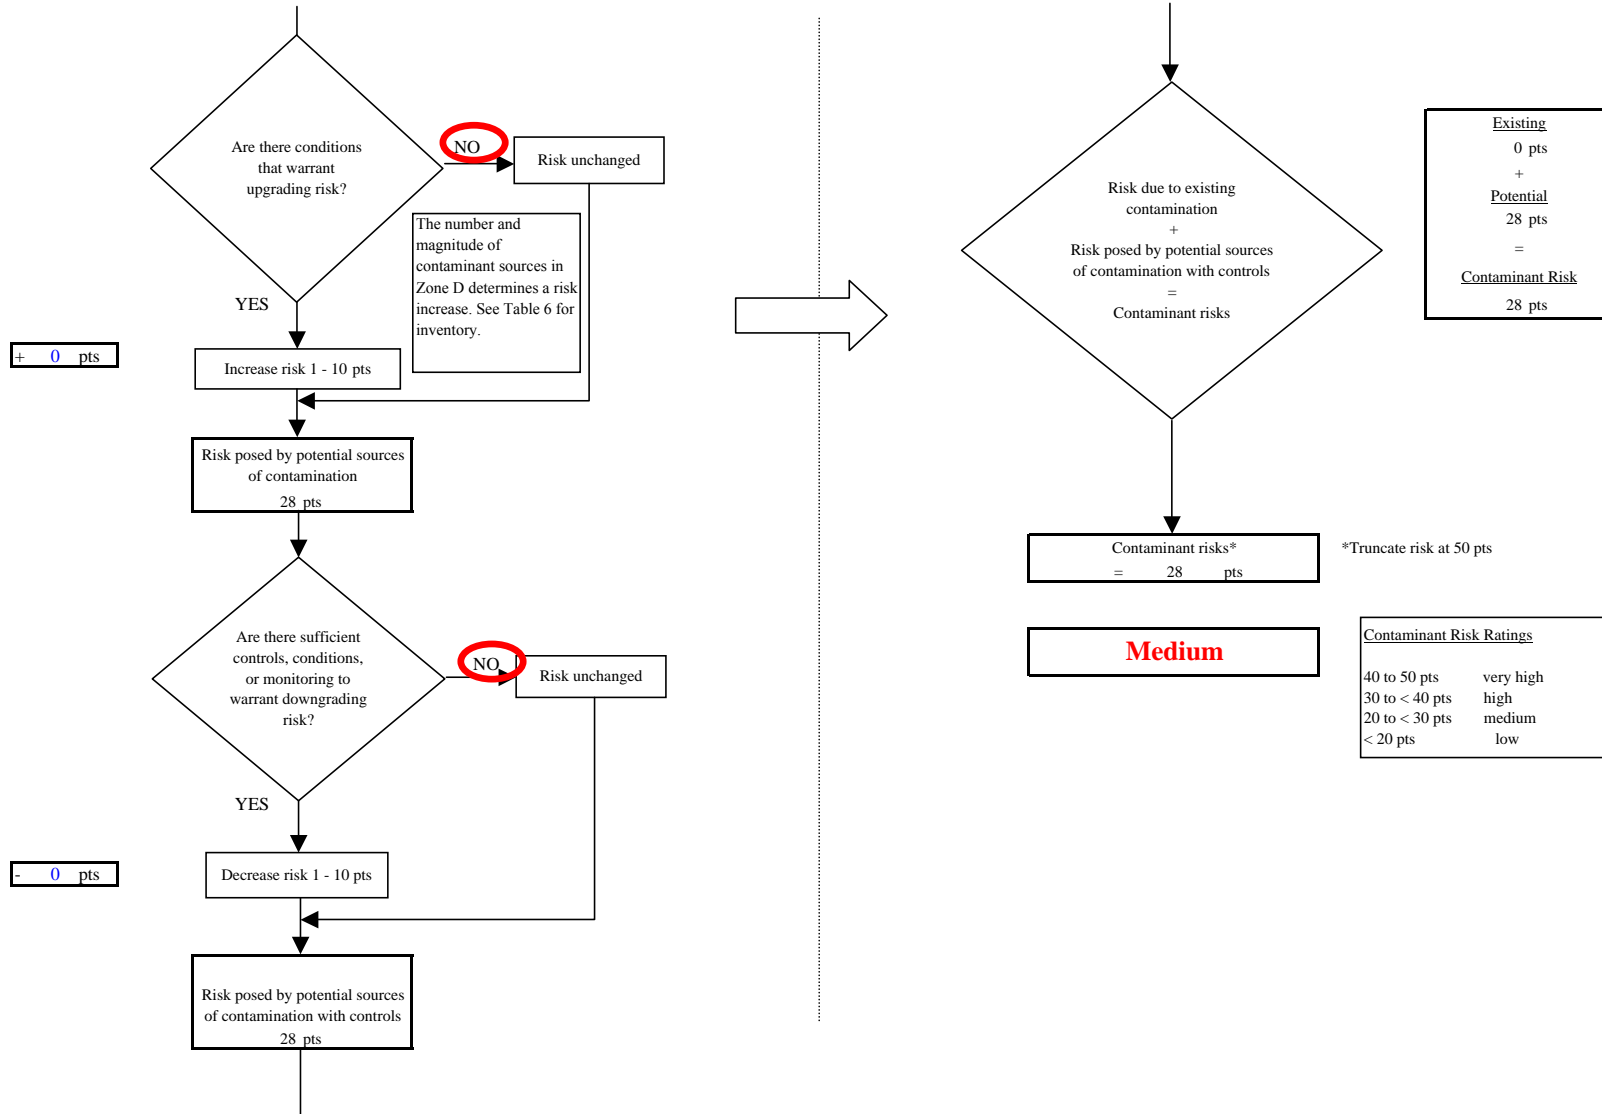 Are there conditions
that warrant
upgrading risk?
NO
Risk unchanged
The number and
magnitude of
contaminant sources in
Zone D determines a risk
increase. See Table 6 for
inventory.
YES
+ 0 pts
Increase risk 1 - 10 pts
Risk posed by potential sources
of contamination
28 pts
Are there sufficient
controls, conditions,
or monitoring to
warrant downgrading
risk?
NO
Risk unchanged
YES
- 0 pts
Decrease risk 1 - 10 pts
Risk posed by potential sources
of contamination with controls
28 pts
Risk due to existing
contamination
+
Risk posed by potential sources
of contamination with controls
=
Contaminant risks
Existing
0 pts
+
Potential
28 pts
=
Contaminant Risk
28 pts
Contaminant risks*
= 28 pts
*Truncate risk at 50 pts
Medium
Contaminant Risk Ratings
40 to 50 pts very high
30 to < 40 pts high
20 to < 30 pts medium
< 20 pts low